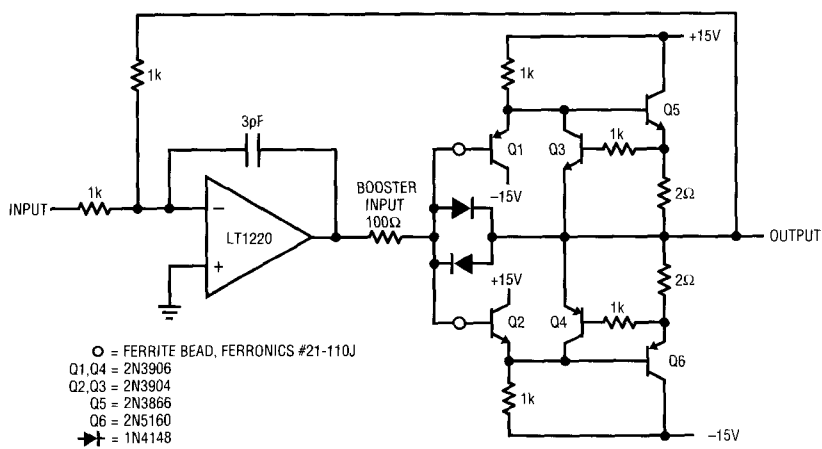 +15V
1k
1k
Q5
3pF
Q1
Q3
1k
1k
BOOSTER
INPUT
100Ω
–15V
2Ω
INPUT
–
LT1220
+
OUTPUT
+15V
2Ω
1k
Q2
Q4
Q6
1k
–15V
O = FERRITE BEAD, FERRONICS #21-110J
Q1,Q4 = 2N3906
Q2,Q3 = 2N3904
Q5 = 2N3866
Q6 = 2N5160
= 1N4148